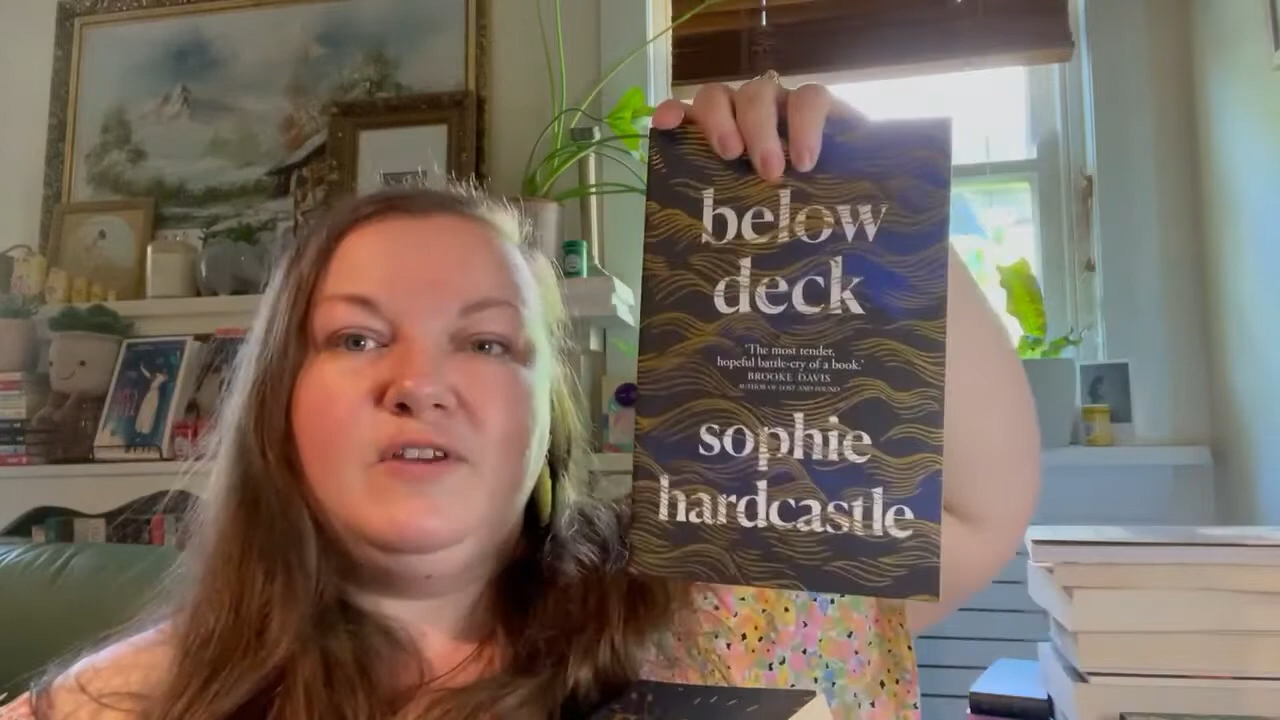 below
deck
'The most tender,
hopeful battle-cry of a book.'
BROOKE DAVIS
AUTHOR OF LOST AND FOUND
sophie
hardcastle